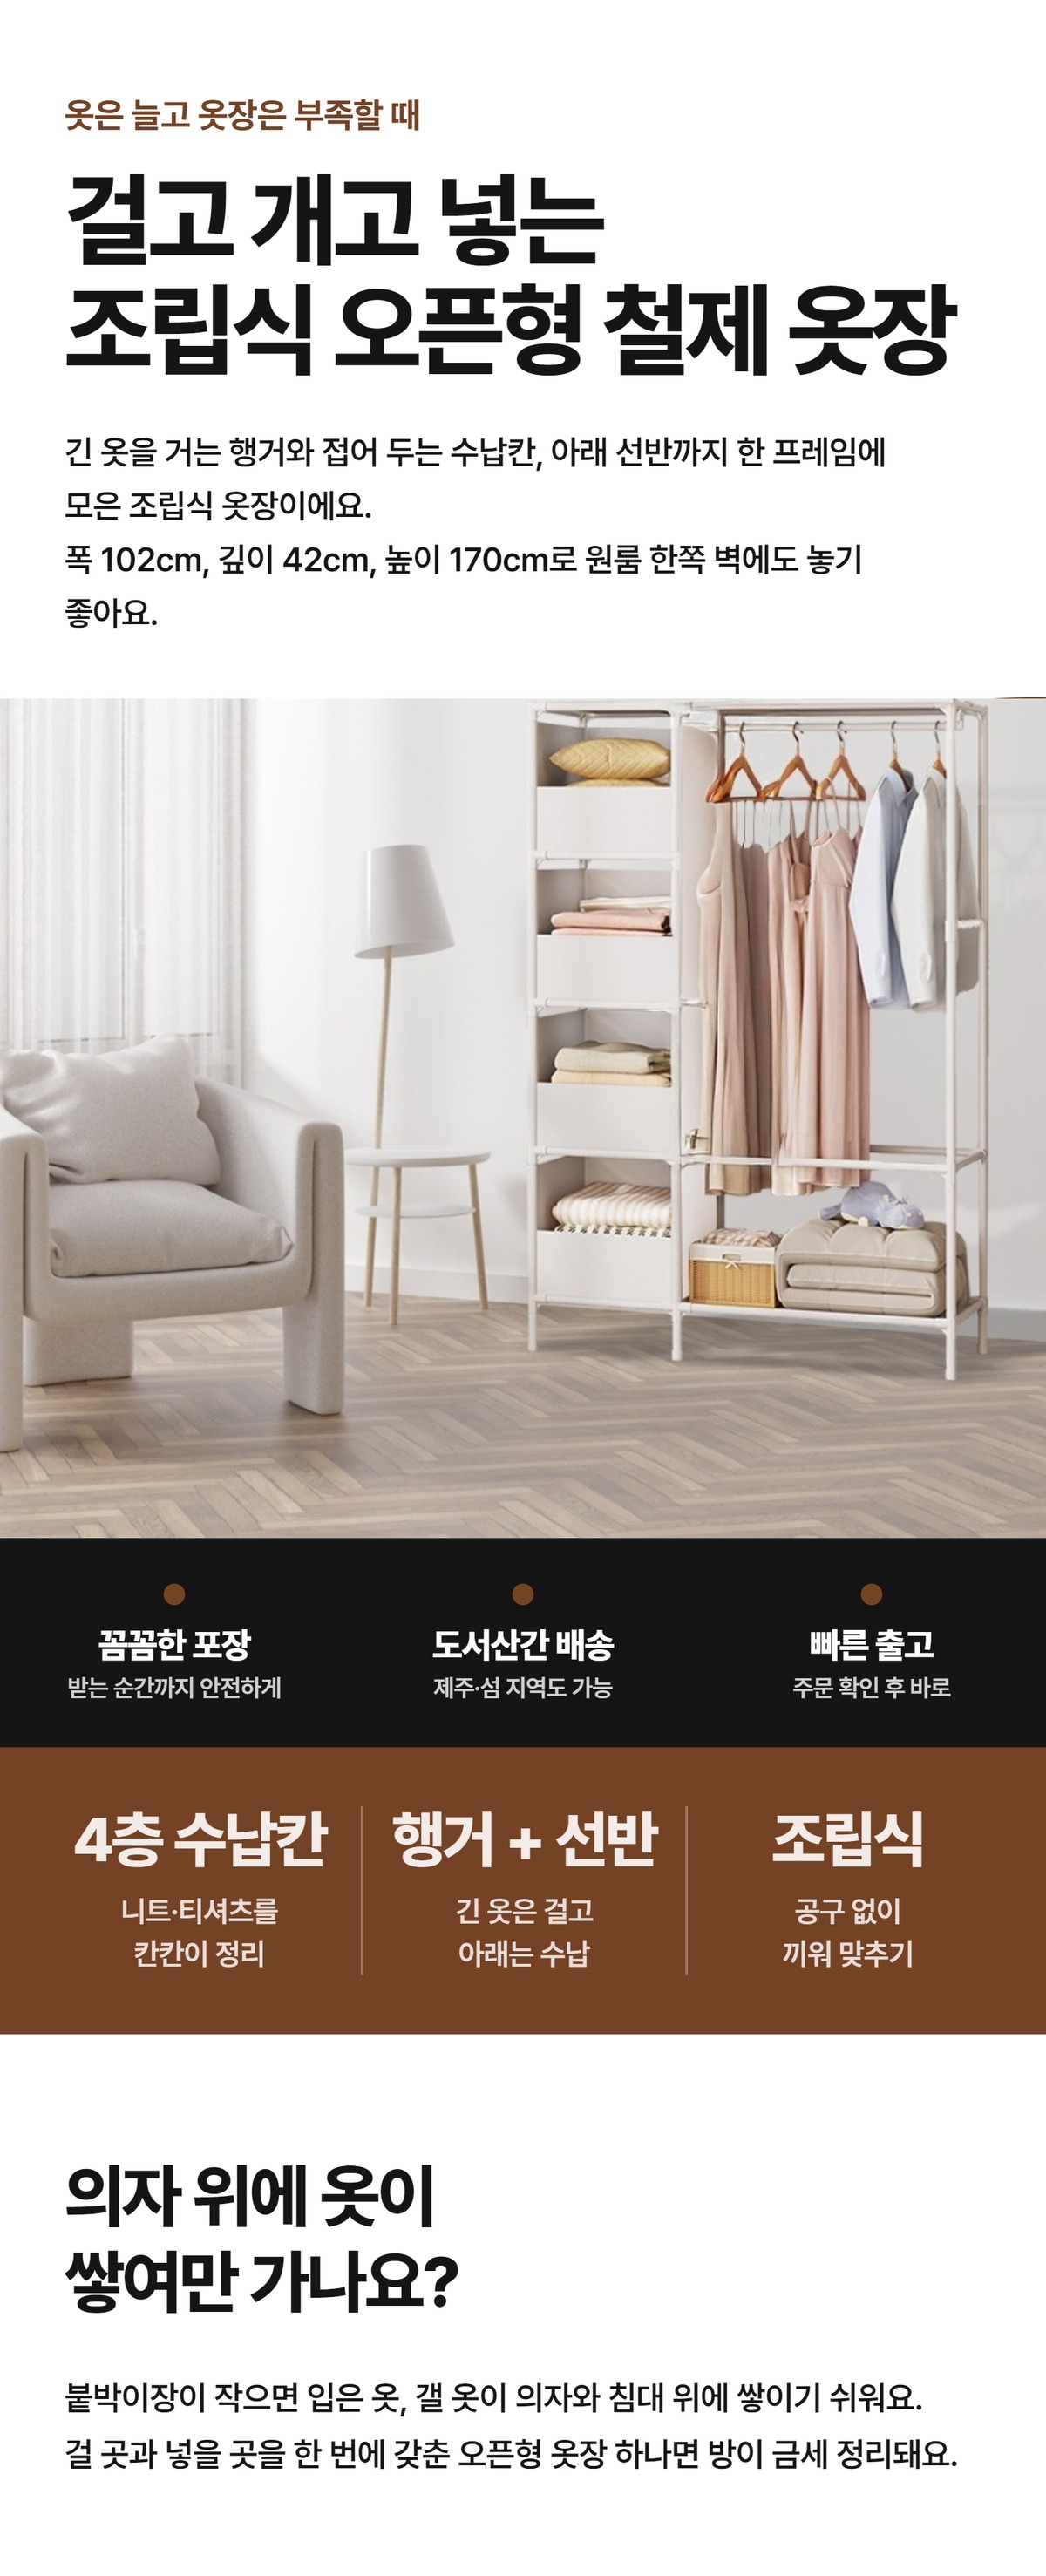 옷은 늘고 옷장은 부족할 때
걸고 개고 넣는
조립식 오픈형 철제 옷장
긴 옷을 거는 행거와 접어 두는 수납칸, 아래 선반까지 한 프레임에
모은 조립식 옷장이에요.
폭 102cm, 깊이 42cm, 높이 170cm로 원룸 한쪽 벽에도 놓기
좋아요.
꼼꼼한 포장
받는 순간까지 안전하게
도서산간 배송
제주·섬 지역도 가능
빠른 출고
주문 확인 후 바로
4층 수납칸
니트·티셔츠를
칸칸이 정리
행거 + 선반
긴 옷은 걸고
아래는 수납
조립식
공구 없이
끼워 맞추기
의자 위에 옷이
쌓여만 가나요?
붙박이장이 작으면 입은 옷, 갤 옷이 의자와 침대 위에 쌓이기 쉬워요.
걸 곳과 넣을 곳을 한 번에 갖춘 오픈형 옷장 하나면 방이 금세 정리돼요.